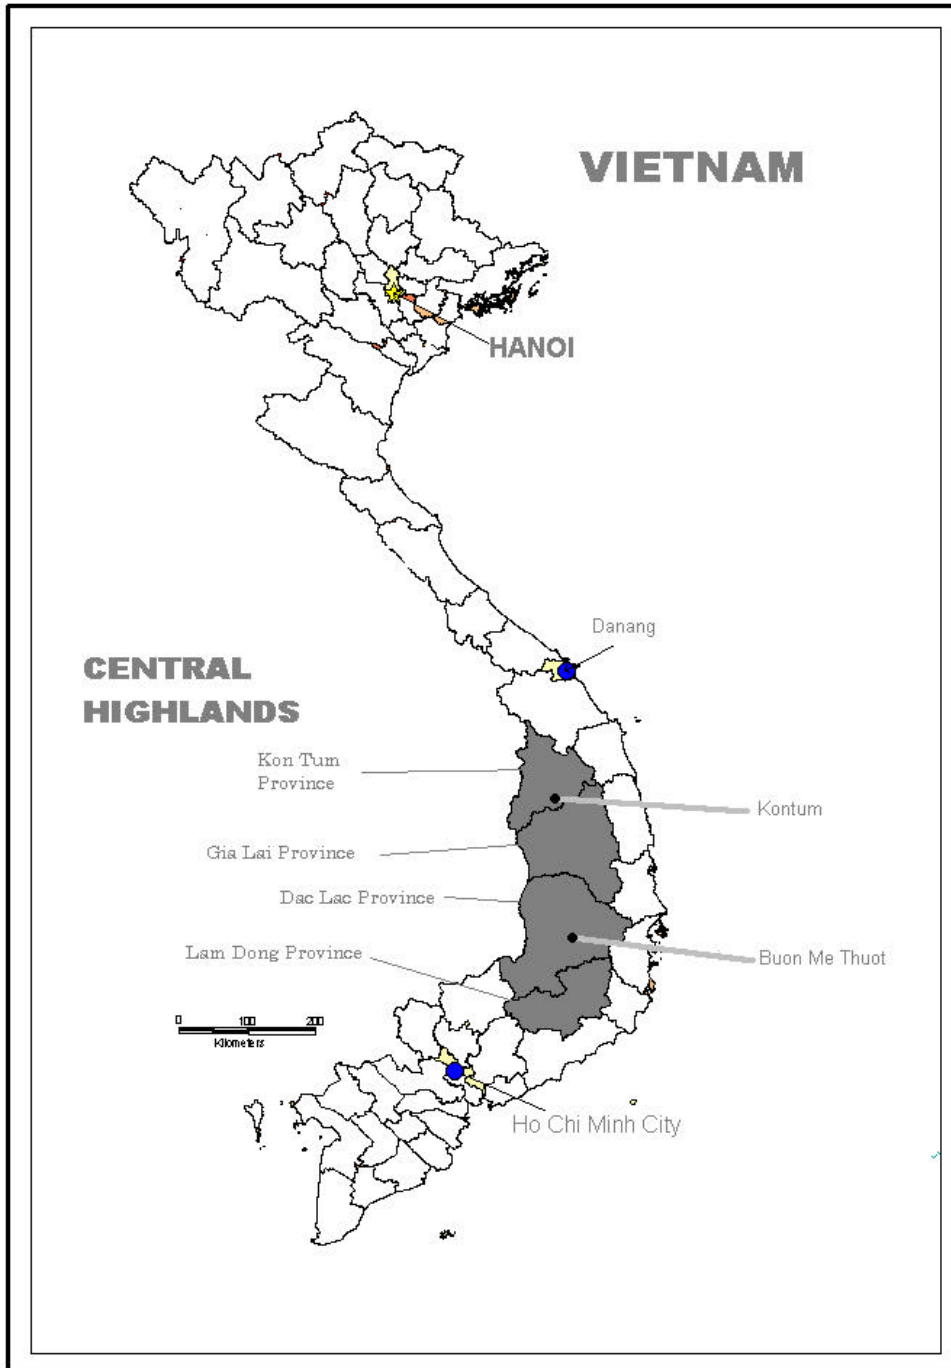 VIETNAM
HANOI
Danang
CENTRAL
HIGHLANDS
Kon Tum
Province
Kontum
Gia Lai Province
Dac Lac Province
Lam Dong Province
Buon Me Thuot
0 100 200
Kilometers
Ho Chi Minh City